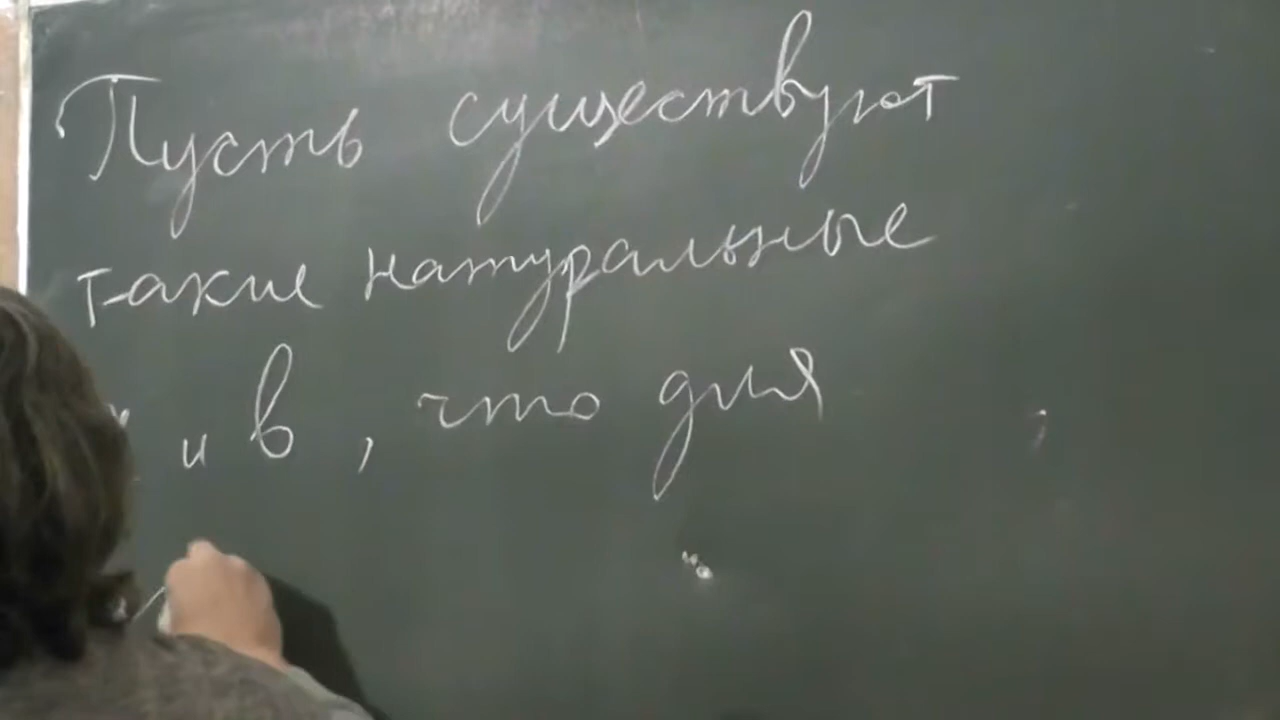 Пусть существуют
такие натуральные
и в, что для